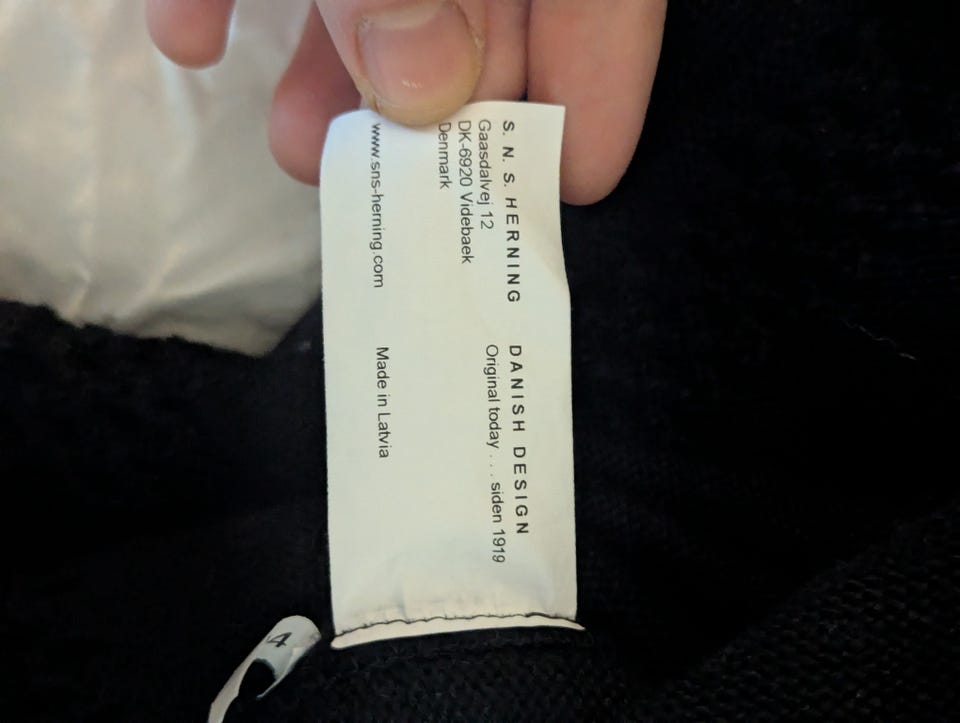 S. N. S. HERNING
Gaasdalvej 12
DK-6920 Videbaek
Denmark
www.sns-herning.com
DANISH DESIGN
Original today . . . siden 1919
Made in Latvia
4